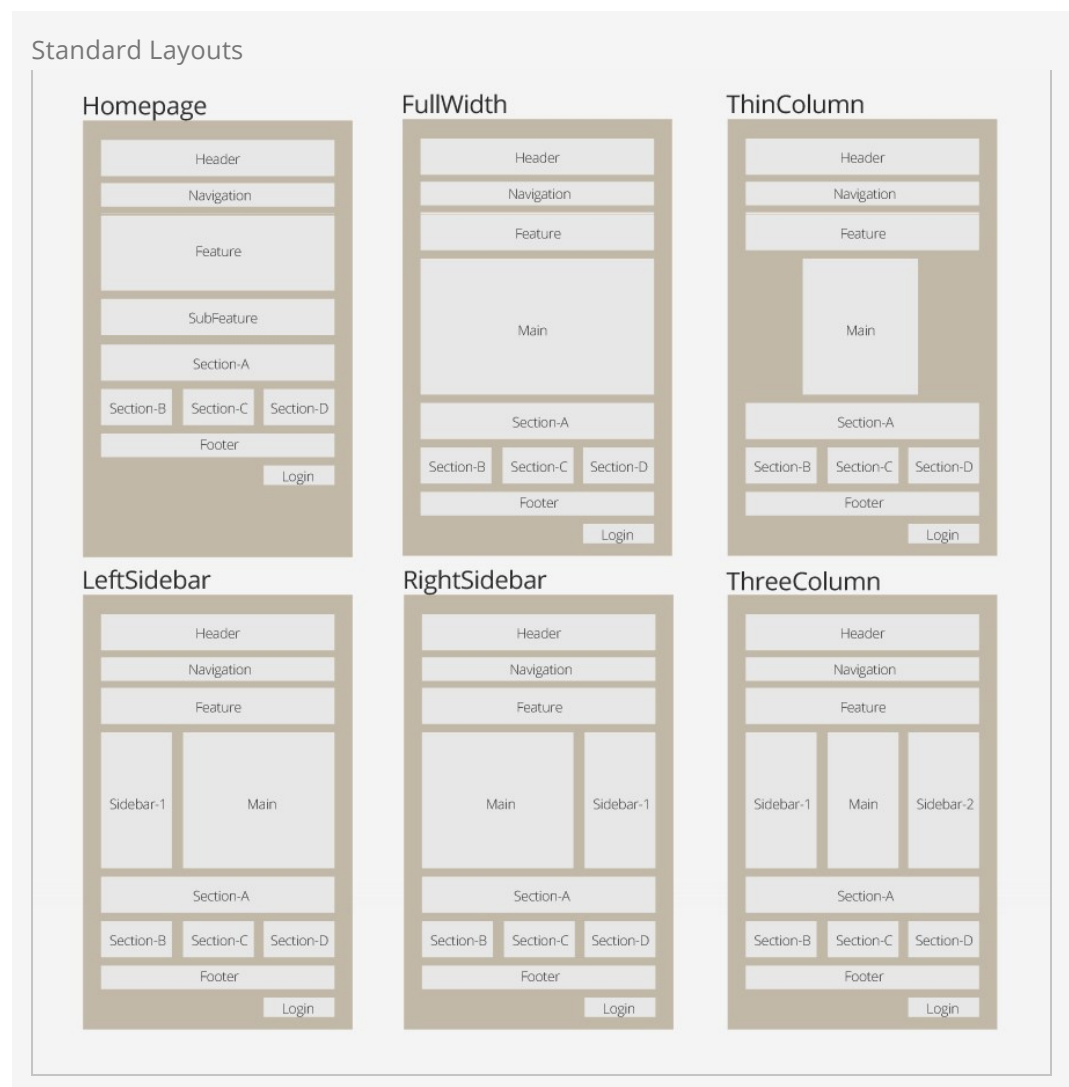 Standard Layouts
Homepage
Header
Navigation
Feature
SubFeature
Section-A
Section-B Section-C Section-D
Footer
Login
FullWidth
Header
Navigation
Feature
Main
Section-A
Section-B Section-C Section-D
Footer
Login
ThinColumn
Header
Navigation
Feature
Main
Section-A
Section-B Section-C Section-D
Footer
Login
LeftSidebar
Header
Navigation
Feature
Sidebar-1 Main
Section-A
Section-B Section-C Section-D
Footer
Login
RightSidebar
Header
Navigation
Feature
Main Sidebar-1
Section-A
Section-B Section-C Section-D
Footer
Login
ThreeColumn
Header
Navigation
Feature
Sidebar-1 Main Sidebar-2
Section-A
Section-B Section-C Section-D
Footer
Login